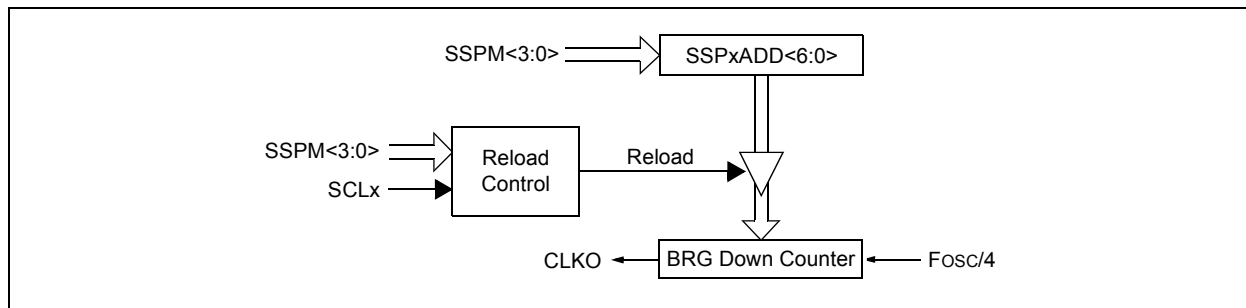 SSPM<3:0>
SSPxADD<6:0>
SSPM<3:0>
SCLx
Reload
Control
Reload
CLKO
BRG Down Counter
FOSC/4